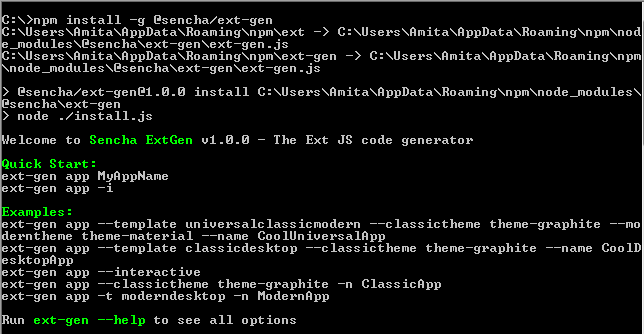 C:\>npm install -g @sencha/ext-gen
C:\Users\Amita\AppData\Roaming\npm\ext -> C:\Users\Amita\AppData\Roaming\npm\nod
e_modules\@sencha\ext-gen\ext-gen.js
C:\Users\Amita\AppData\Roaming\npm\ext-gen -> C:\Users\Amita\AppData\Roaming\npm
\node_modules\@sencha\ext-gen\ext-gen.js
> @sencha/ext-gen@1.0.0 install C:\Users\Amita\AppData\Roaming\npm\node_modules\
@sencha\ext-gen
> node ./install.js
Welcome to Sencha ExtGen v1.0.0 - The Ext JS code generator
Quick Start:
ext-gen app MyAppName
ext-gen app -i
Examples:
ext-gen app --template universalclassicmodern --classictheme theme-graphite --mo
derntheme theme-material --name CoolUniversalApp
ext-gen app --template classicdesktop --classictheme theme-graphite --name CoolD
esktopApp
ext-gen app --interactive
ext-gen app --classictheme theme-graphite -n ClassicApp
ext-gen app -t moderndesktop -n ModernApp
Run ext-gen --help to see all options